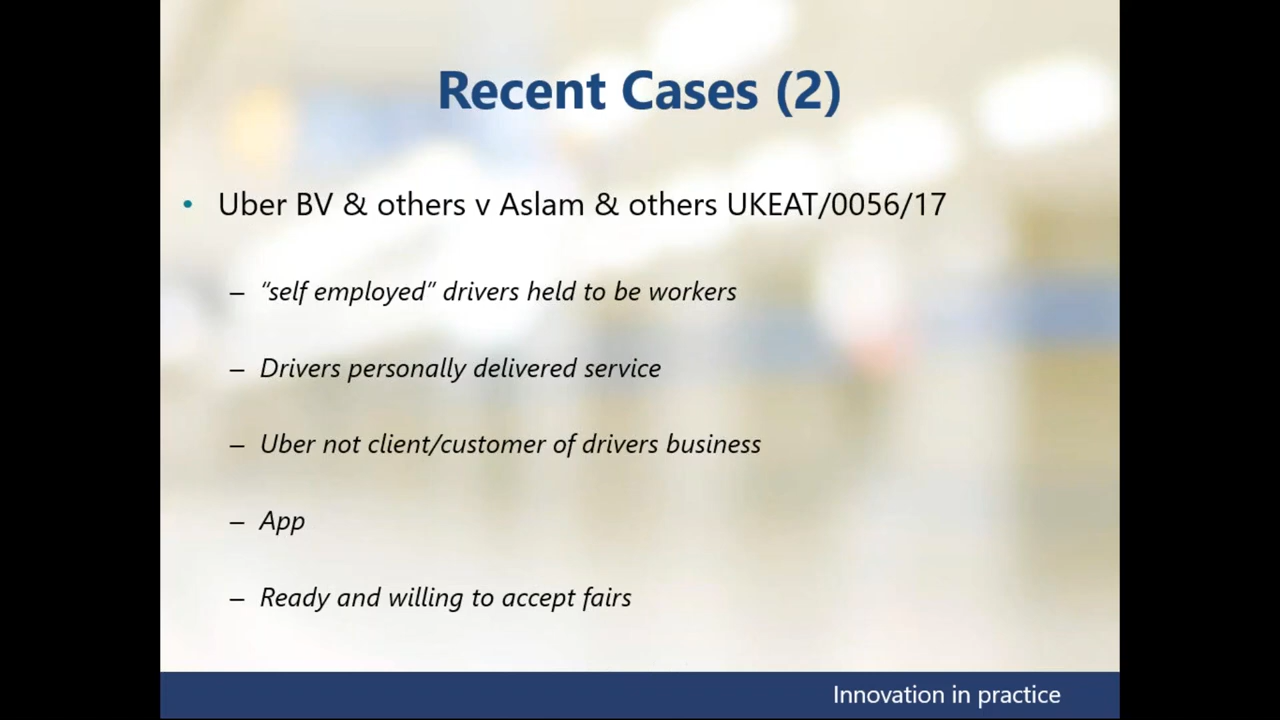 Recent Cases (2)
• Uber BV & others v Aslam & others UKEAT/0056/17
– “self employed” drivers held to be workers
– Drivers personally delivered service
– Uber not client/customer of drivers business
– App
– Ready and willing to accept fairs
Innovation in practice